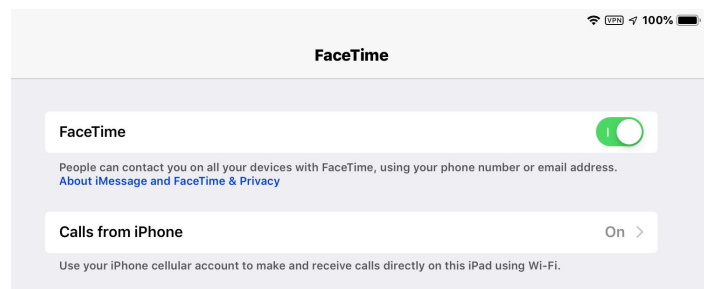 VPN 100%
FaceTime
FaceTime
People can contact you on all your devices with FaceTime, using your phone number or email address.
About iMessage and FaceTime & Privacy
Calls from iPhone On
Use your iPhone cellular account to make and receive calls directly on this iPad using Wi-Fi.